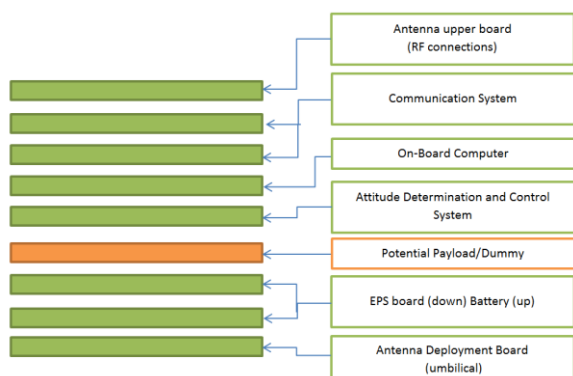 Antenna upper board
(RF connections)
Communication System
On-Board Computer
Attitude Determination and Control
System
Potential Payload/Dummy
EPS board (down) Battery (up)
Antenna Deployment Board
(umbilical)